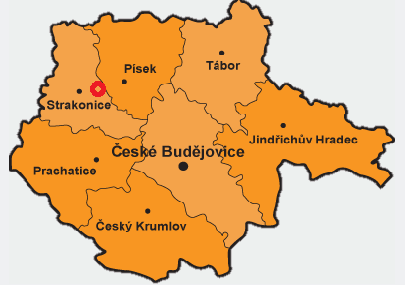 Tábor
Písek
Strakonice
Jindřichův Hradec
České Budějovice
Prachatice
Český Krumlov